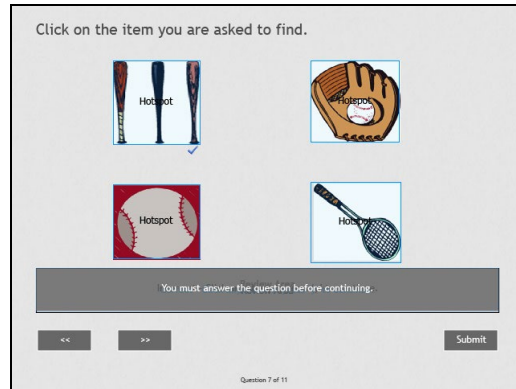 Click on the item you are asked to find.
Hotspot
Hotspot
Hotspot
Hotspot
You must answer the question before continuing.
<<
>>
Submit
Question 7 of 11